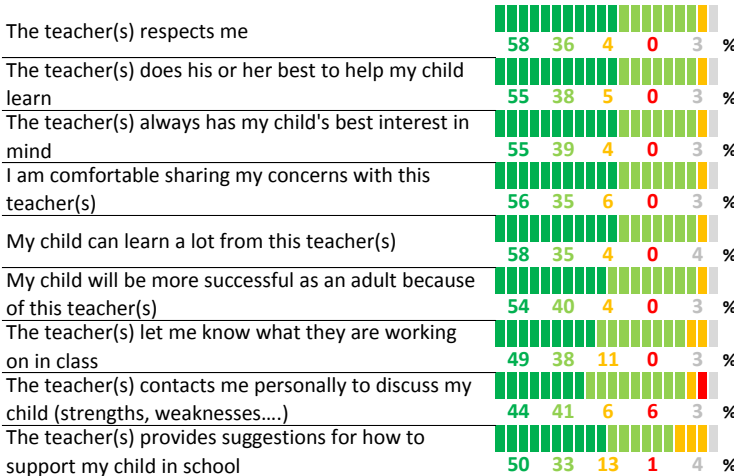 The teacher(s) respects me
58 36 4 0 3 %
The teacher(s) does his or her best to help my child
learn
55 38 5 0 3 %
The teacher(s) always has my child's best interest in
mind
55 39 4 0 3 %
I am comfortable sharing my concerns with this
teacher(s)
56 35 6 0 3 %
My child can learn a lot from this teacher(s)
58 35 4 0 4 %
My child will be more successful as an adult because
of this teacher(s)
54 40 4 0 3 %
The teacher(s) let me know what they are working
on in class
49 38 11 0 3 %
The teacher(s) contacts me personally to discuss my
child (strengths, weaknesses....)
44 41 6 6 3 %
The teacher(s) provides suggestions for how to
support my child in school
50 33 13 1 4 %